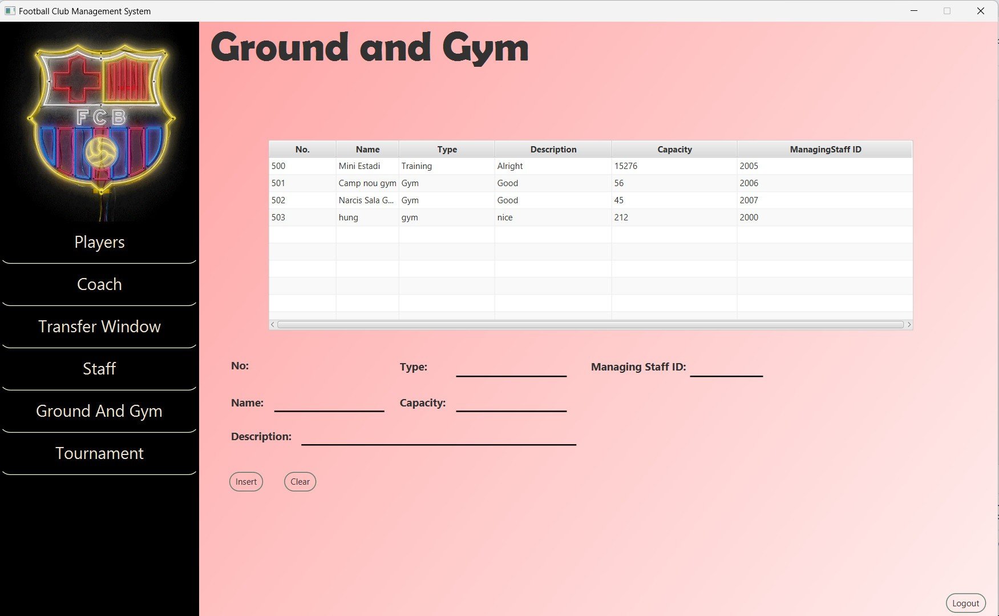 Football Club Management System
FCB
Players
Coach
Transfer Window
Staff
Ground And Gym
Tournament
Ground and Gym
No. Name Type Description Capacity ManagingStaff ID
500 Mini Estadi Training Alright 15276 2005
501 Camp nou gym Gym Good 56 2006
502 Narcis Sala G... Gym Good 45 2007
503 hung gym nice 212 2000
No: Type: Managing Staff ID:
Name: Capacity:
Description:
Insert Clear
Logout